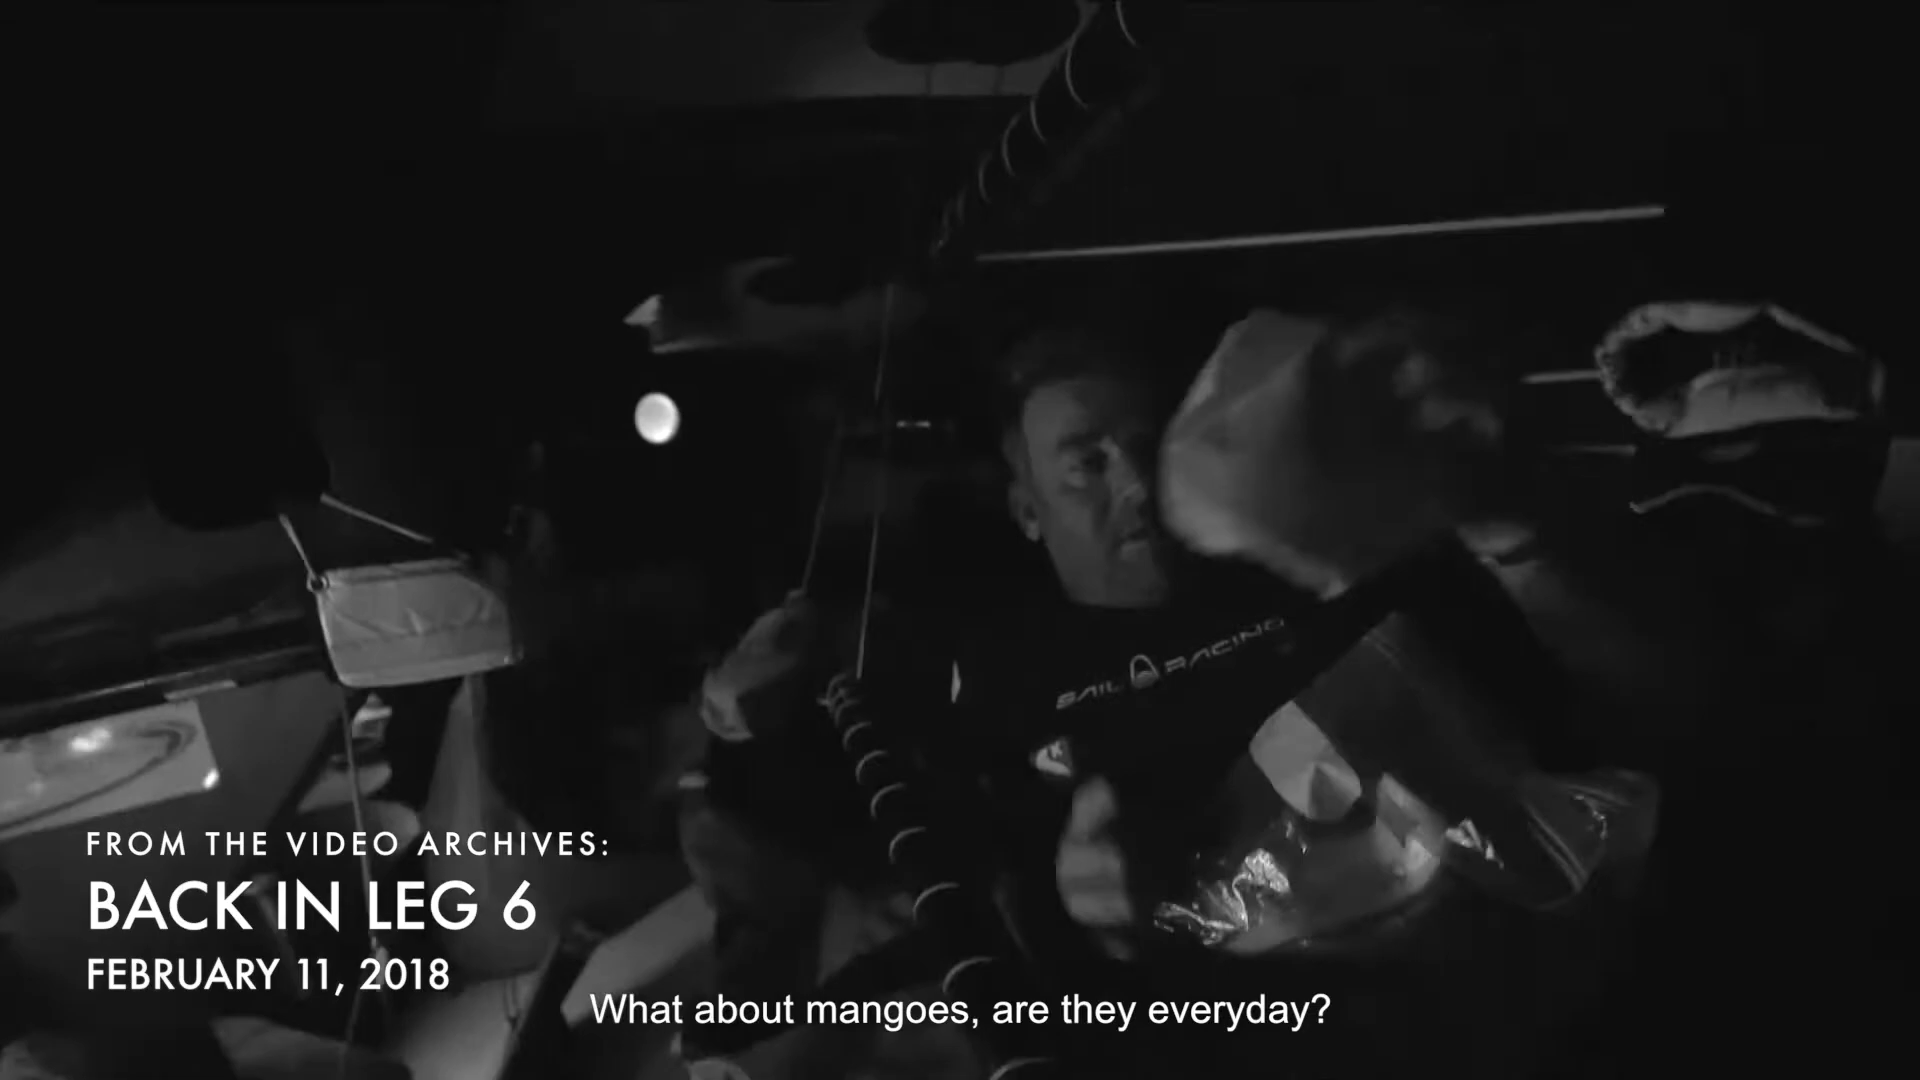 SAIL RACING
FROM THE VIDEO ARCHIVES:
BACK IN LEG 6
FEBRUARY 11, 2018
What about mangoes, are they everyday?